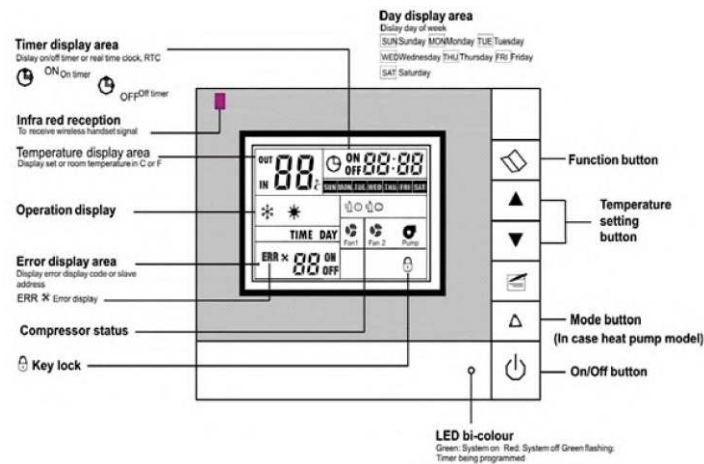 Timer display area
Dislay on/off timer or real time clock, RTC
ON On timer
OFF Off timer
Day display area
Dislay day of week
SUN Sunday MON Monday TUE Tuesday
WED Wednesday THU Thursday FRI Friday
SAT Saturday
Infra red reception
To receive wireless handset signal
Temperature display area
Display set or room temperature in C or F
Operation display
Error display area
Display error display code or slave
address
ERR × Error display
Compressor status
Key lock
OUT 88 ON 88:88
IN OFF
SUN MON TUE WED THU FRI SAT
TIME DAY
Fan1 Fan 2 Pump
ERR × 88 ON
OFF
Function button
Temperature
setting
button
Mode button
(In case heat pump model)
On/Off button
LED bi-colour
Green: System on Red: System off Green flashing:
Timer being programmed